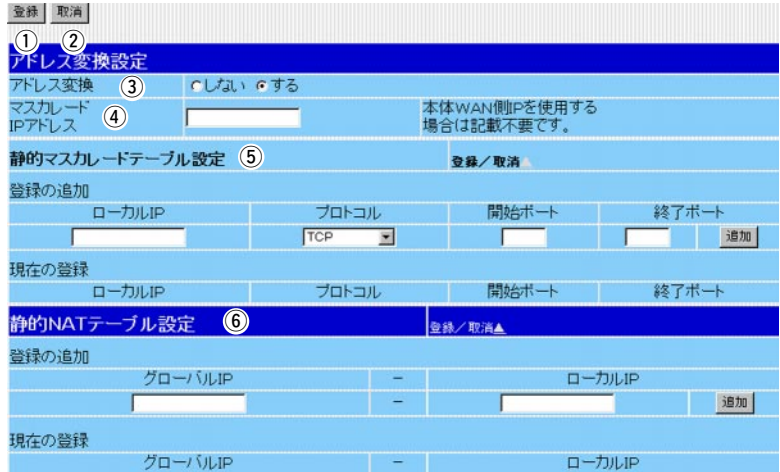 登録 取消
① ②
アドレス変換設定
アドレス変換 ③ しない する
マスカレード
IPアドレス ④ 本体WAN側IPを使用する
場合は記載不要です。
静的マスカレードテーブル設定 ⑤ 登録／取消▲
登録の追加
ローカルIP プロトコル 開始ポート 終了ポート
TCP 追加
現在の登録
ローカルIP プロトコル 開始ポート 終了ポート
静的NATテーブル設定 ⑥ 登録／取消▲
登録の追加
グローバルIP － ローカルIP
－ 追加
現在の登録
グローバルIP － ローカルIP